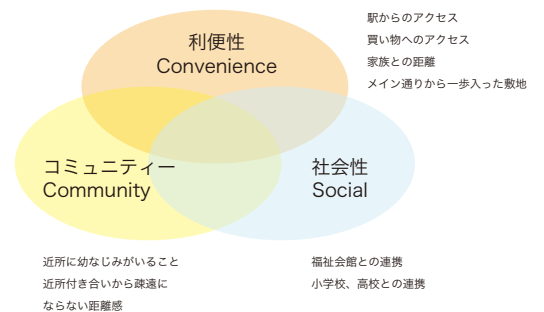 利便性
Convenience
駅からのアクセス
買い物へのアクセス
家族との距離
メイン通りから一歩入った敷地
コミュニティー
Community
社会性
Social
近所に幼なじみがいること
近所付き合いから疎遠に
ならない距離感
福祉会館との連携
小学校、高校との連携